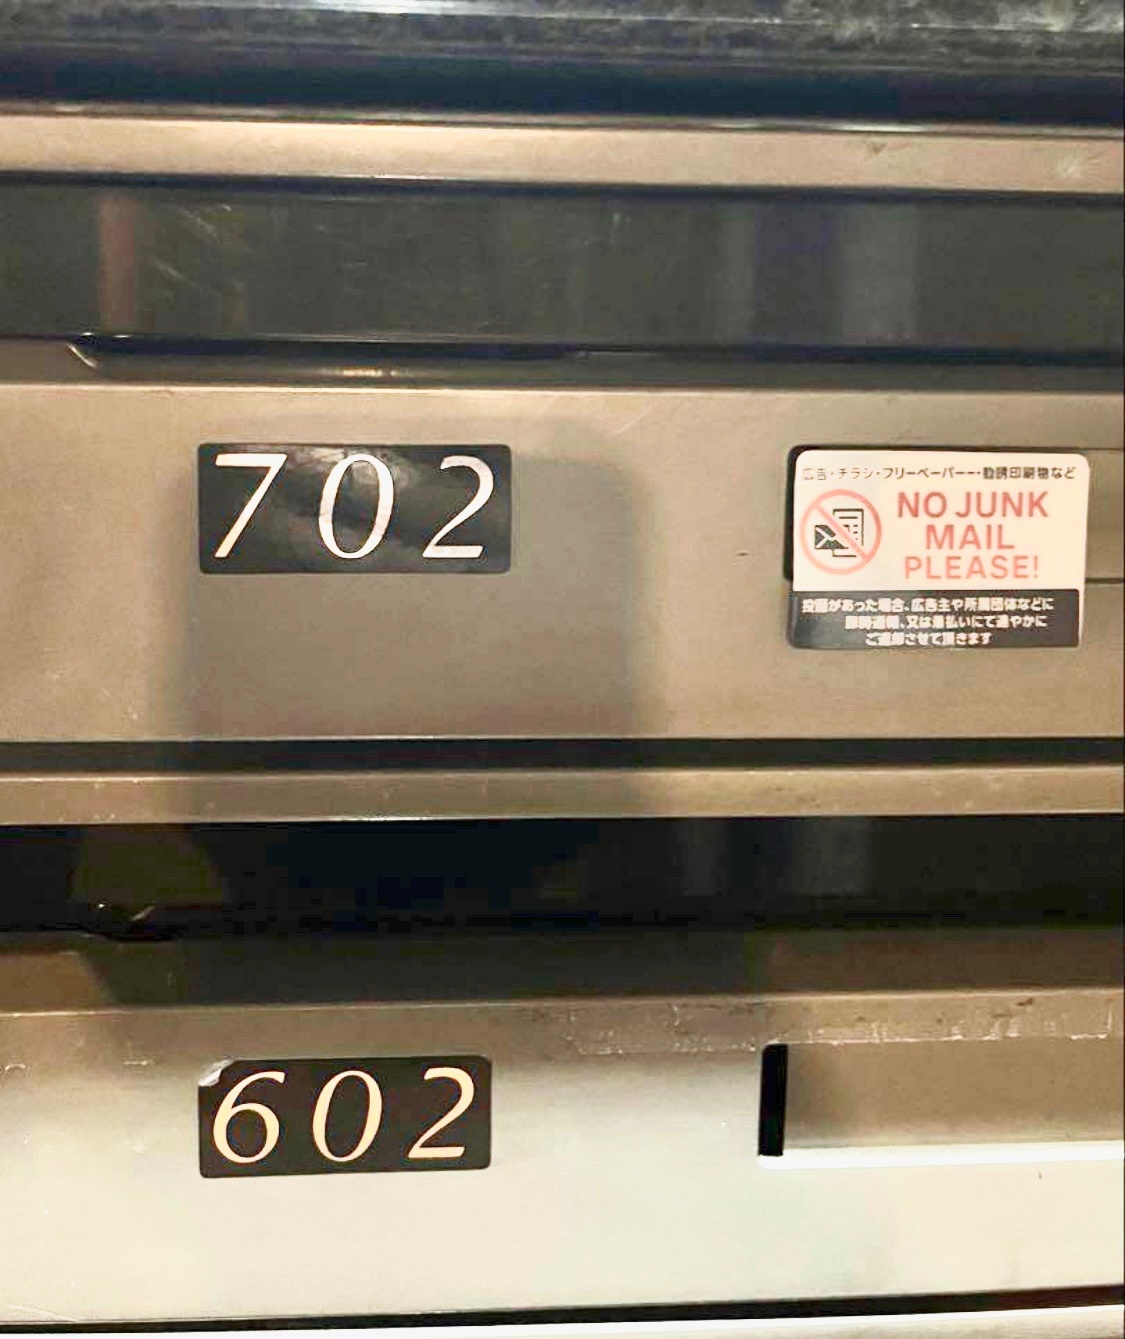 702
広告・チラシ・フリーペーパー・勧誘印刷物など
NO JUNK
MAIL
PLEASE!
投函があった場合、広告主や所属団体などに
即時通報、又は着払いにて速やかに
ご返却させて頂きます
602